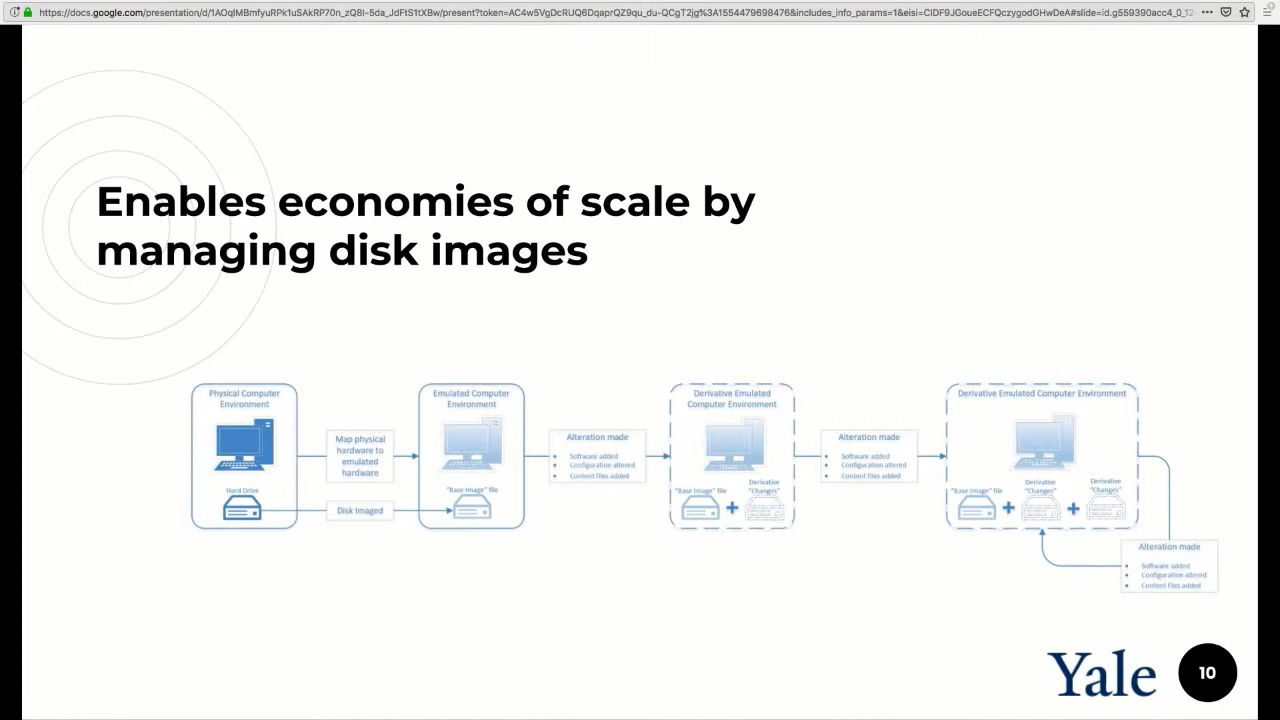 Enables economies of scale by
managing disk images
Physical Computer
Environment
Hard Drive
Map physical
hardware to
emulated
hardware
Disk Imaged
Emulated Computer
Environment
"Base Image" file
Alteration made
• Software added
• Configuration altered
• Content files added
Derivative Emulated
Computer Environment
"Base Image" file
Derivative
"Changes"
Alteration made
• Software added
• Configuration altered
• Content files added
Derivative Emulated Computer Environment
"Base Image" file
Derivative
"Changes"
Derivative
"Changes"
Alteration made
• Software added
• Configuration altered
• Content files added
Yale
10